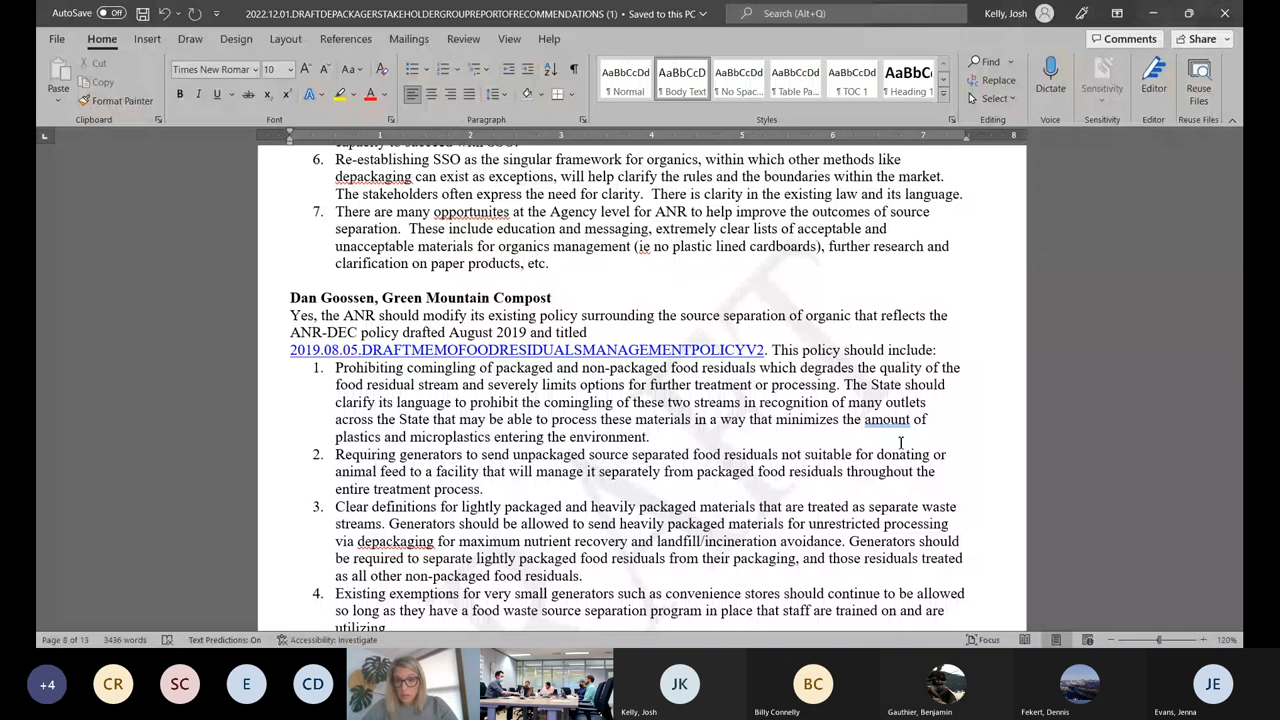 AutoSave Off 2022.12.01.DRAFTDEPACKAGERSTAKEHOLDERGROUPREPORTOFRECOMMENDATIONS (1) • Saved to this PC Search (Alt+Q) Kelly, Josh
File Home Insert Draw Design Layout References Mailings Review View Help Comments Share
Paste Cut Copy Format Painter Times New Romar 10 AaBbCcDd AaBbCcD AaBbCcDd AaBbCcDd AaBbCcDd AaBbC Find Replace Select Dictate Sensitivity Editor Reuse Files
¶ Normal ¶ Body Text ¶ No Spac... ¶ Table Pa... ¶ TOC 1 ¶ Heading 1
Clipboard Font Paragraph Styles Editing Voice Sensitivity Editor Reuse Files
1 2 3 4 5 6 7 8
capacity to succeed with SSO.
6. Re-establishing SSO as the singular framework for organics, within which other methods like
depackaging can exist as exceptions, will help clarify the rules and the boundaries within the market.
The stakeholders often express the need for clarity. There is clarity in the existing law and its language.
7. There are many opportunites at the Agency level for ANR to help improve the outcomes of source
separation. These include education and messaging, extremely clear lists of acceptable and
unacceptable materials for organics management (ie no plastic lined cardboards), further research and
clarification on paper products, etc.
Dan Goossen, Green Mountain Compost
Yes, the ANR should modify its existing policy surrounding the source separation of organic that reflects the
ANR-DEC policy drafted August 2019 and titled
2019.08.05.DRAFTMEMOFOODRESIDUALSMANAGEMENTPOLICYV2. This policy should include:
1. Prohibiting comingling of packaged and non-packaged food residuals which degrades the quality of the
food residual stream and severely limits options for further treatment or processing. The State should
clarify its language to prohibit the comingling of these two streams in recognition of many outlets
across the State that may be able to process these materials in a way that minimizes the amount of
plastics and microplastics entering the environment.
2. Requiring generators to send unpackaged source separated food residuals not suitable for donating or
animal feed to a facility that will manage it separately from packaged food residuals throughout the
entire treatment process.
3. Clear definitions for lightly packaged and heavily packaged materials that are treated as separate waste
streams. Generators should be allowed to send heavily packaged materials for unrestricted processing
via depackaging for maximum nutrient recovery and landfill/incineration avoidance. Generators should
be required to separate lightly packaged food residuals from their packaging, and those residuals treated
as all other non-packaged food residuals.
4. Existing exemptions for very small generators such as convenience stores should continue to be allowed
so long as they have a food waste source separation program in place that staff are trained on and are
utilizing
DRAFT
Page 8 of 13 3436 words Text Predictions: On Accessibility: Investigate Focus 120%
+4 CR SC E CD JK BC JE
Kelly, Josh Billy Connelly Gauthier, Benjamin Fekert, Dennis Evans, Jenna